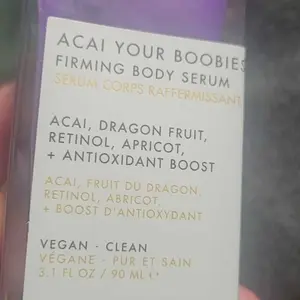 ACAI YOUR BOOBIES
FIRMING BODY SERUM
SERUM CORPS RAFFERMISSANT
ACAI, DRAGON FRUIT,
RETINOL, APRICOT,
+ ANTIOXIDANT BOOST
ACAI, FRUIT DU DRAGON,
RETINOL, ABRICOT,
+ BOOST D'ANTIOXYDANT
VEGAN - CLEAN
VÉGANE - PUR ET SAIN
3.1 FL OZ / 90 ML e